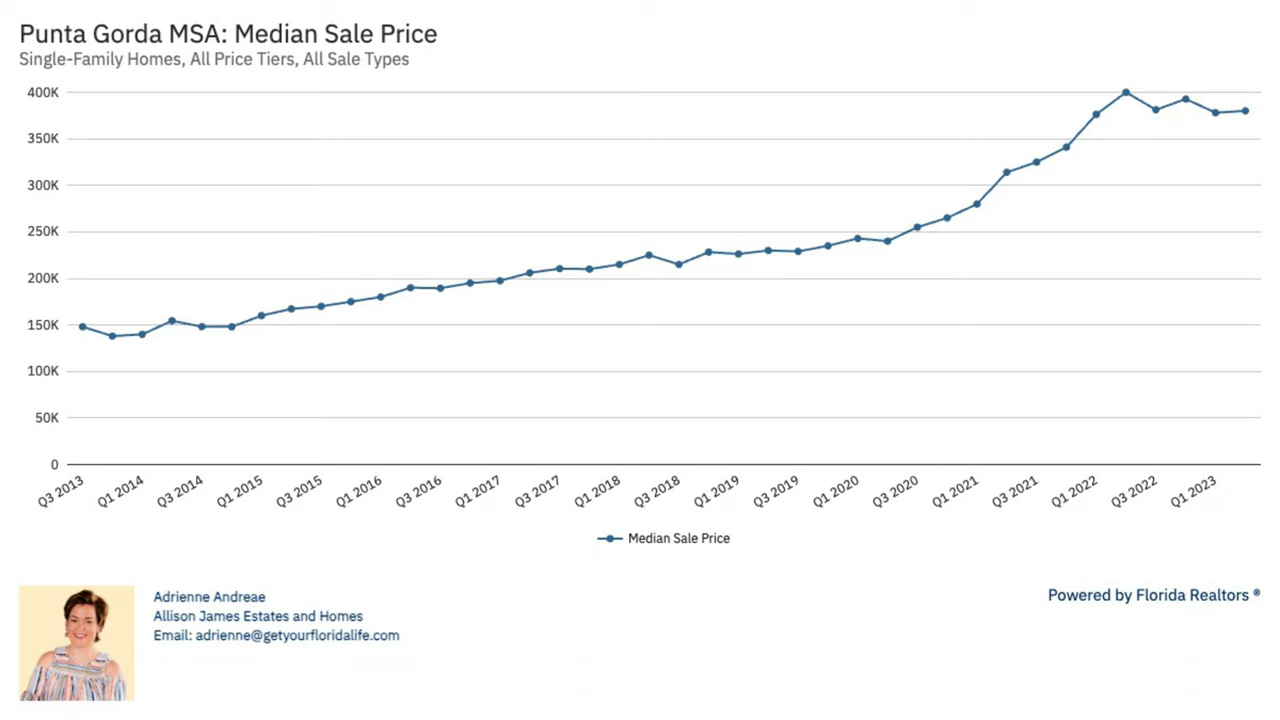 Punta Gorda MSA: Median Sale Price
Single-Family Homes, All Price Tiers, All Sale Types
400K
350K
300K
250K
200K
150K
100K
50K
0
Q3 2013
Q1 2014
Q3 2014
Q1 2015
Q3 2015
Q1 2016
Q3 2016
Q1 2017
Q3 2017
Q1 2018
Q3 2018
Q1 2019
Q3 2019
Q1 2020
Q3 2020
Q1 2021
Q3 2021
Q1 2022
Q3 2022
Q1 2023
Median Sale Price
Adrienne Andreae
Allison James Estates and Homes
Email: adrienne@getyourfloridalife.com
Powered by Florida Realtors ®